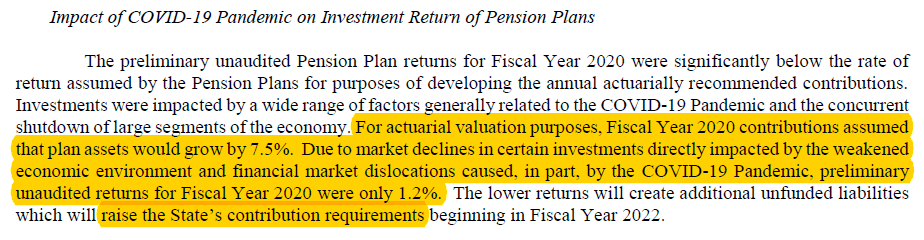 Impact of COVID-19 Pandemic on Investment Return of Pension Plans
The preliminary unaudited Pension Plan returns for Fiscal Year 2020 were significantly below the rate of
return assumed by the Pension Plans for purposes of developing the annual actuarially recommended contributions.
Investments were impacted by a wide range of factors generally related to the COVID-19 Pandemic and the concurrent
shutdown of large segments of the economy. For actuarial valuation purposes, Fiscal Year 2020 contributions assumed
that plan assets would grow by 7.5%. Due to market declines in certain investments directly impacted by the weakened
economic environment and financial market dislocations caused, in part, by the COVID-19 Pandemic, preliminary
unaudited returns for Fiscal Year 2020 were only 1.2%. The lower returns will create additional unfunded liabilities
which will raise the State’s contribution requirements beginning in Fiscal Year 2022.